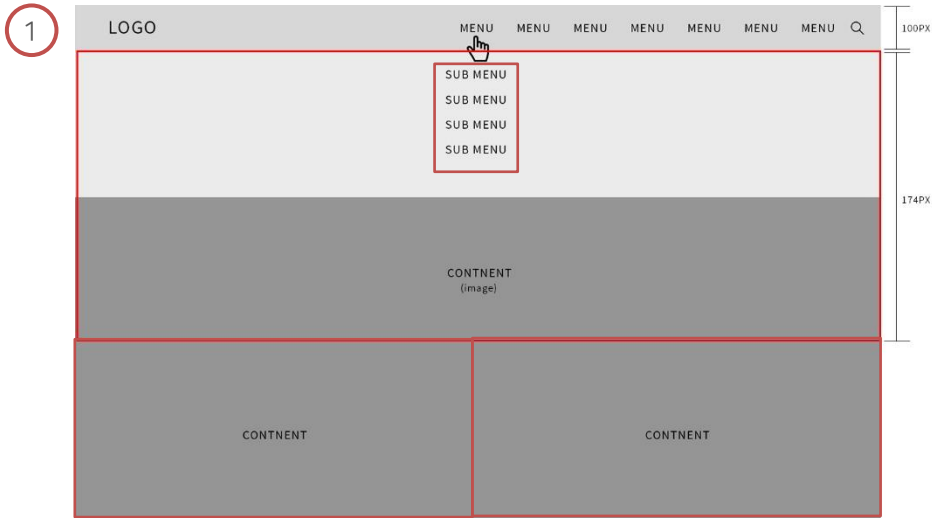 1
LOGO MENU MENU MENU MENU MENU MENU MENU
100PX
SUB MENU
SUB MENU
SUB MENU
SUB MENU
174PX
CONTNENT
(image)
CONTNENT CONTNENT